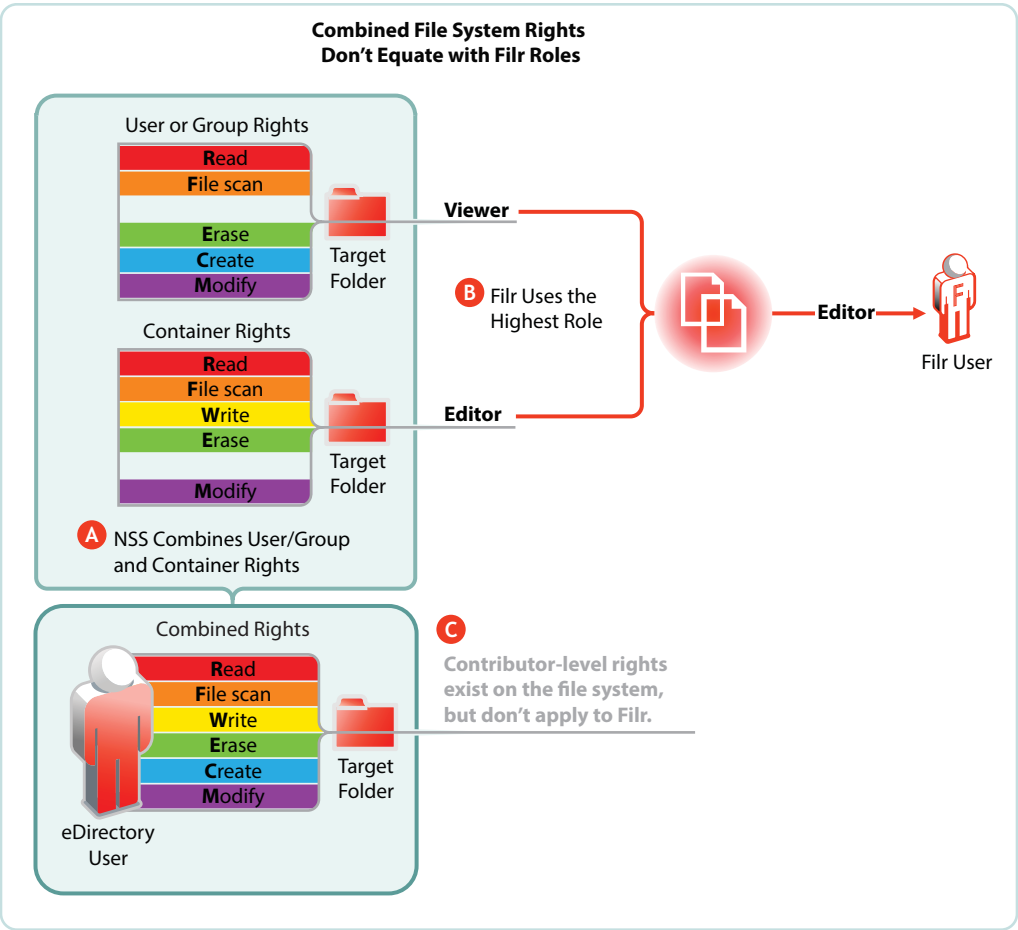 Combined File System Rights
Don't Equate with Filr Roles
User or Group Rights
Read
File scan
Erase
Create
Modify
Target
Folder
Viewer
Container Rights
Read
File scan
Write
Erase
Modify
Target
Folder
Editor
B Filr Uses the
Highest Role
F
Editor
Filr User
A NSS Combines User/Group
and Container Rights
Combined Rights
Read
File scan
Write
Erase
Create
Modify
Target
Folder
eDirectory
User
C
Contributor-level rights
exist on the file system,
but don't apply to Filr.